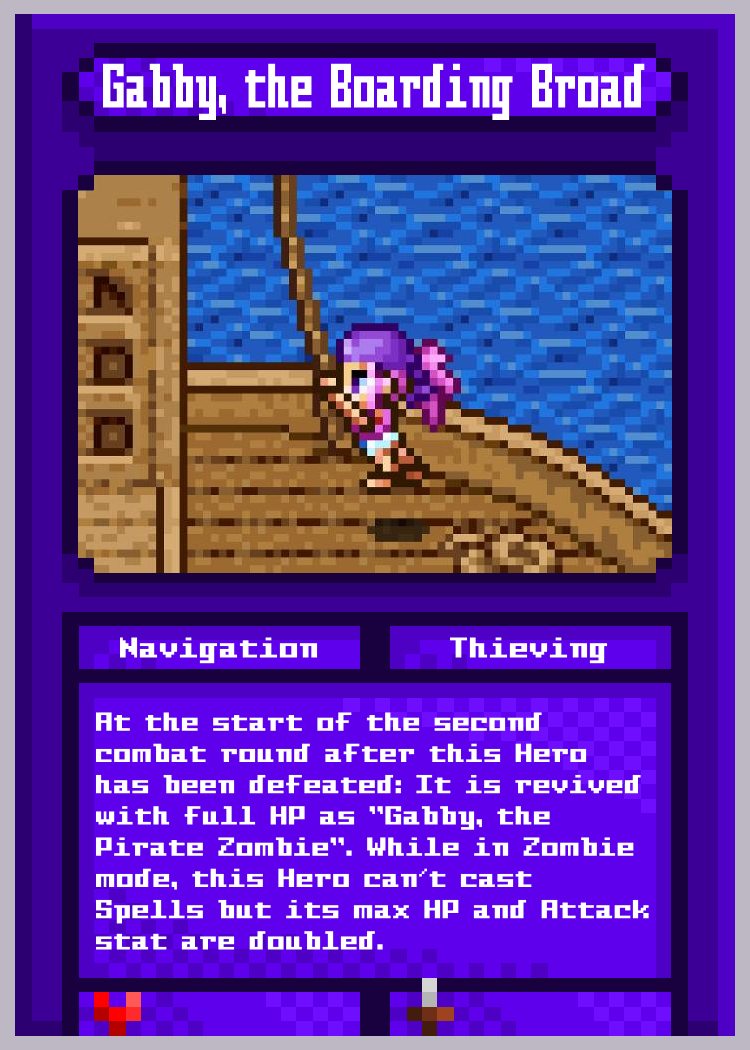 Gabby, the Boarding Broad
Navigation
Thieving
At the start of the second
combat round after this Hero
has been defeated: It is revived
with full HP as "Gabby, the
Pirate Zombie". While in Zombie
mode, this Hero can't cast
Spells but its max HP and Attack
stat are doubled.